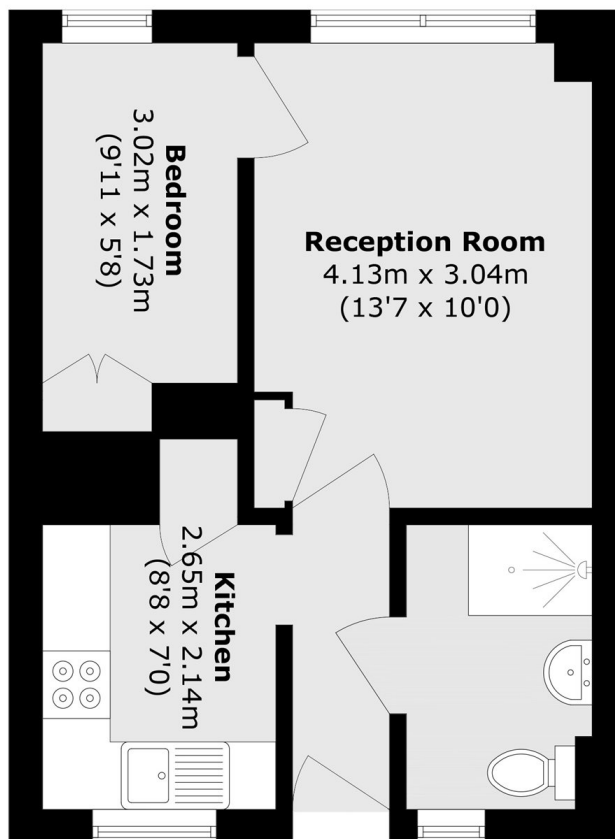 Bedroom
3.02m x 1.73m
(9'11 x 5'8)
Reception Room
4.13m x 3.04m
(13'7 x 10'0)
Kitchen
2.65m x 2.14m
(8'8 x 7'0)